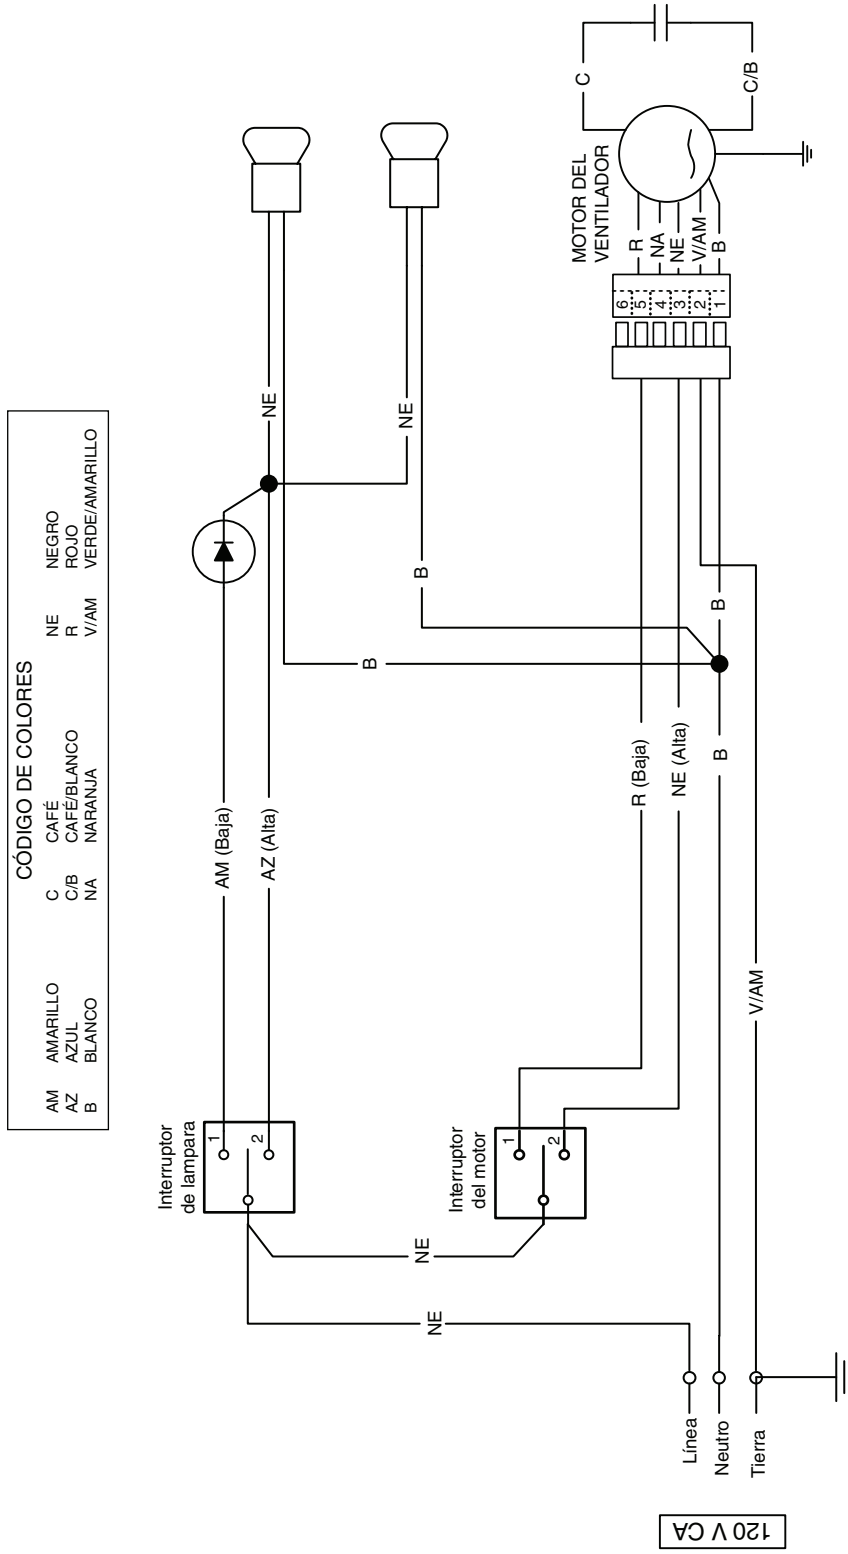 CÓDIGO DE COLORES
AM AMARILLO
AZ AZUL
B BLANCO
C CAFÉ
C/B CAFÉ/BLANCO
NA NARANJA
NE NEGRO
R ROJO
V/AM VERDE/AMARILLO
Interruptor
de lampara
1
2
AM (Baja)
AZ (Alta)
NE
NE
B
B
Interruptor
del motor
1
2
NE
NE
R (Baja)
NE (Alta)
B
B
V/AM
MOTOR DEL
VENTILADOR
6
5
4
3
2
1
R
NA
NE
V/AM
B
C
C/B
Línea
Neutro
Tierra
120 V CA